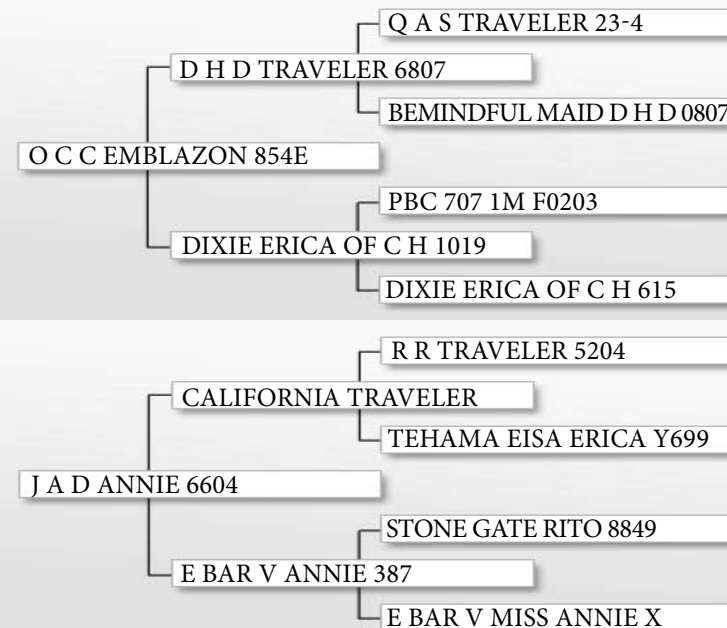 Q A S TRAVELER 23-4
D H D TRAVELER 6807
BEMINDFUL MAID D H D 0807
O C C EMBLAZON 854E
PBC 707 1M F0203
DIXIE ERICA OF C H 1019
DIXIE ERICA OF C H 615
R R TRAVELER 5204
CALIFORNIA TRAVELER
TEHAMA EISA ERICA Y699
J A D ANNIE 6604
STONE GATE RITO 8849
E BAR V ANNIE 387
E BAR V MISS ANNIE X